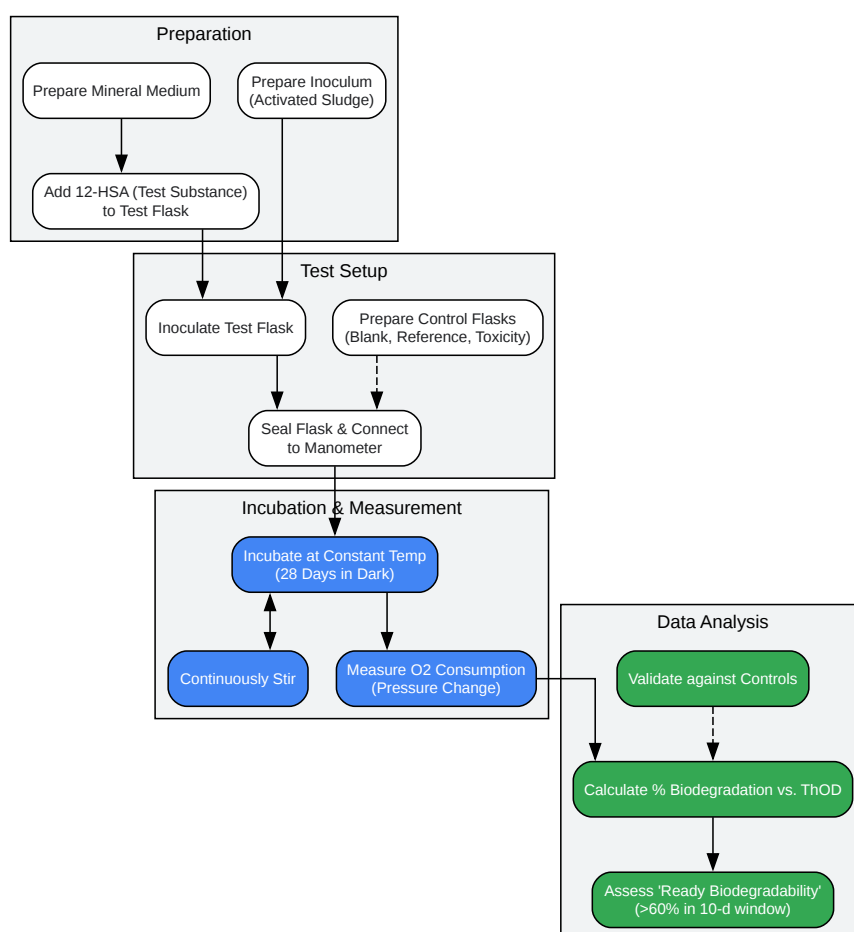 Preparation
Prepare Mineral Medium
Prepare Inoculum
(Activated Sludge)
Add 12-HSA (Test Substance)
to Test Flask
Test Setup
Inoculate Test Flask
Prepare Control Flasks
(Blank, Reference, Toxicity)
Seal Flask & Connect
to Manometer
Incubation & Measurement
Incubate at Constant Temp
(28 Days in Dark)
Continuously Stir
Measure O2 Consumption
(Pressure Change)
Data Analysis
Validate against Controls
Calculate % Biodegradation vs. ThOD
Assess 'Ready Biodegradability'
(>60% in 10-d window)